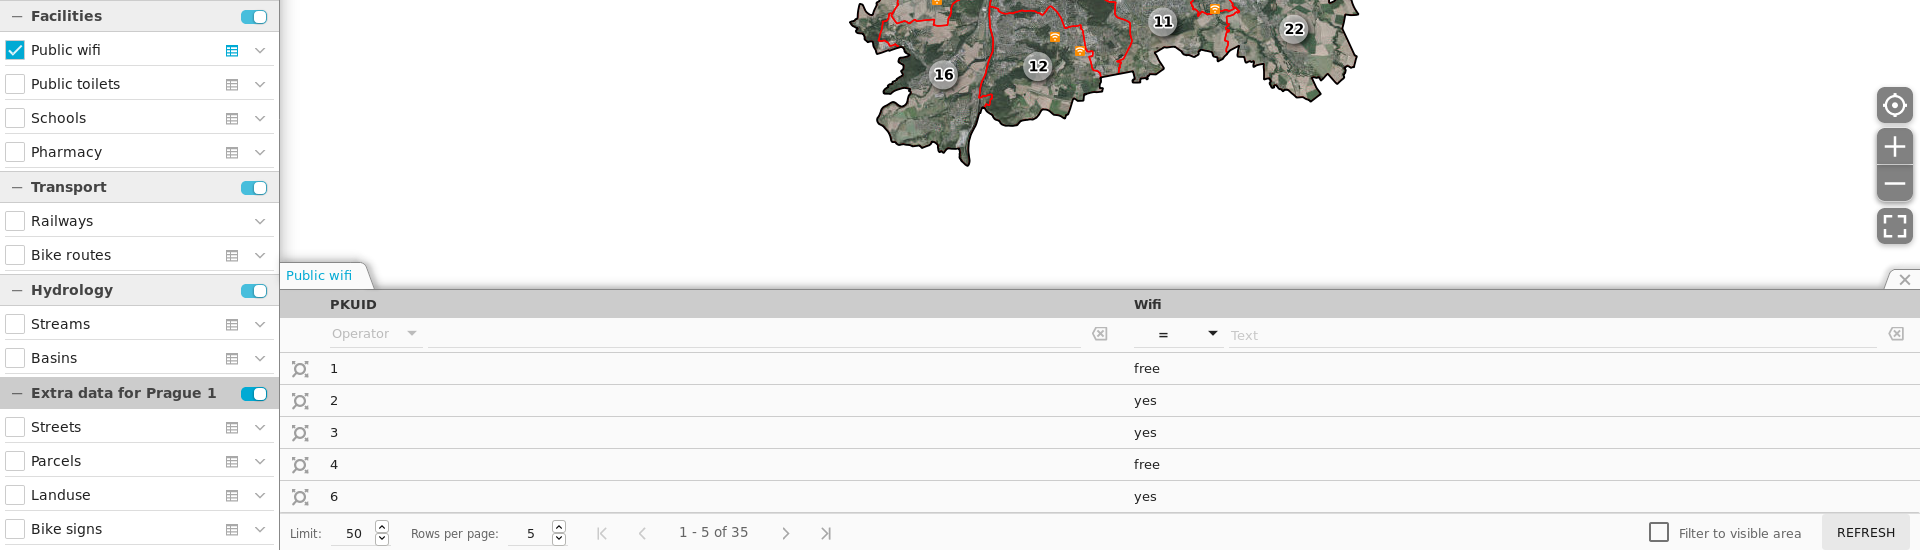 Facilities
Public wifi
Public toilets
Schools
Pharmacy
Transport
Railways
Bike routes
Hydrology
Streams
Basins
Extra data for Prague 1
Streets
Parcels
Landuse
Bike signs
11
22
16
12
Public wifi
PKUID Wifi
Operator = Text
1 free
2 yes
3 yes
4 free
6 yes
Limit: 50 Rows per page: 5 1 - 5 of 35 Filter to visible area REFRESH